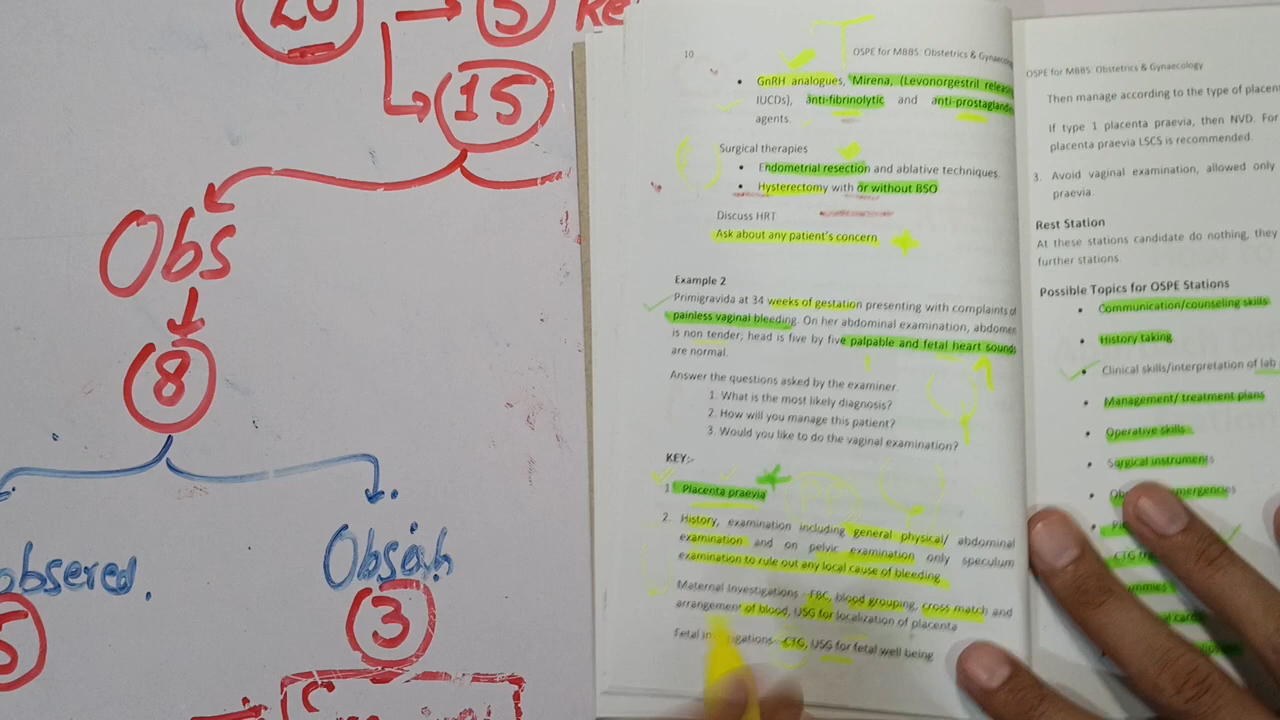 20
5
Re
15
Obs
8
obsered.
5
3
10
OSPE for MBBS: Obstetrics & Gynaecolog
• GnRH analogues, Mirena, (Levonorgestril releasi
IUCDs), anti-fibrinolytic and anti-prostagland
agents.
Surgical therapies
• Endometrial resection and ablative techniques.
• Hysterectomy with or without BSO
Discuss HRT
Ask about any patient's concern
Example 2
Primigravida at 34 weeks of gestation presenting with complaints of
painless vaginal bleeding. On her abdominal examination, abdomen
is non tender; head is five by five palpable and fetal heart sounds
are normal.
Answer the questions asked by the examiner.
1. What is the most likely diagnosis?
2. How will you manage this patient?
3. Would you like to do the vaginal examination?
KEY:-
1 Placenta praevia
2. History, examination including general physical/ abdominal
examination and on pelvic examination only speculum
examination to rule out any local cause of bleeding
Maternal Investigations - FBC, blood grouping, cross match and
arrangement of blood, USG for localization of placenta
Fetal CTG, USG for fetal well being
OSPE for MBBS: Obstetrics & Gynaecology
Then manage according to the type of placen
If type 1 placenta praevia, then NVD. For
placenta praevia LSCS is recommended.
3. Avoid vaginal examination, allowed only
praevia.
Rest Station
At these stations candidate do nothing, they
further stations.
Possible Topics for OSPE Stations
• Communication/counseling skills
• History taking
• Clinical skills/interpretation of lab
• Management/ treatment plans
• Operative skills
• Surgical instruments
• Ob mergencies
CTG tra
mmies